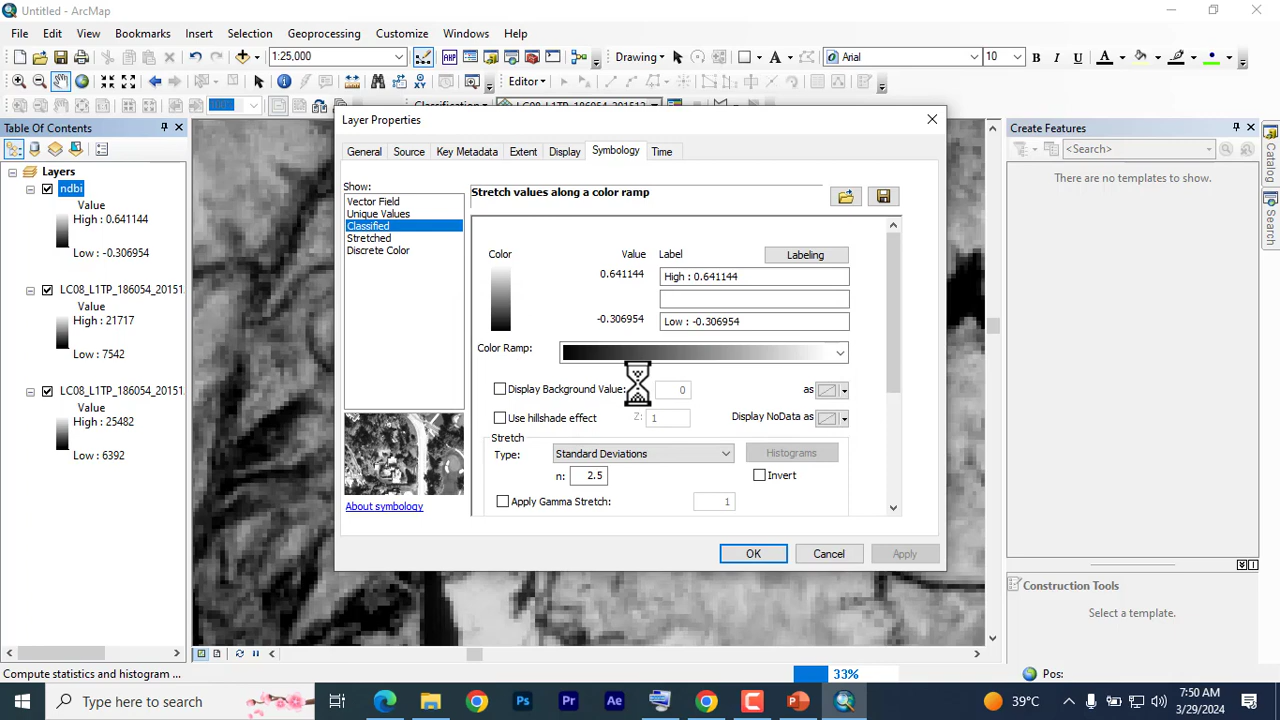 Untitled - ArcMap
File Edit View Bookmarks Insert Selection Geoprocessing Customize Windows Help
1:25,000
Drawing
Arial
10
B I U A
Editor
Classification
LC08_L1TP_186054_201512
Table Of Contents
Layers
ndbi
Value
High : 0.641144
Low : -0.306954
LC08_L1TP_186054_20151
Value
High : 21717
Low : 7542
LC08_L1TP_186054_20151
Value
High : 25482
Low : 6392
Layer Properties
General Source Key Metadata Extent Display Symbology Time
Show:
Vector Field
Unique Values
Classified
Stretched
Discrete Color
About symbology
Stretch values along a color ramp
Color Value Label Labeling
0.641144 High : 0.641144
-0.306954 Low : -0.306954
Color Ramp:
Display Background Value: 0 as
Use hillshade effect Z: 1 Display NoData as
Stretch
Type: Standard Deviations Histograms
n: 2.5 Invert
Apply Gamma Stretch: 1
OK Cancel Apply
Create Features
<Search>
There are no templates to show.
Construction Tools
Select a template.
Catalog
Search
Compute statistics and histogram ...
33%
Pos:
Type here to search
Ps
Pr
Ae
39°C
7:50 AM
3/29/2024